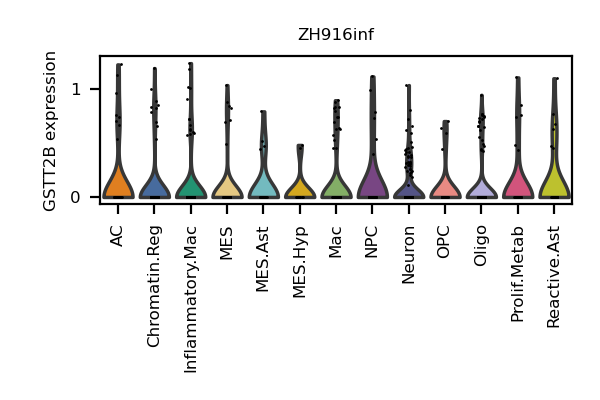 ZH916inf
GSTT2B expression
1
0
AC
Chromatin.Reg
Inflammatory.Mac
MES
MES.Ast
MES.Hyp
Mac
NPC
Neuron
OPC
Oligo
Prolif.Metab
Reactive.Ast